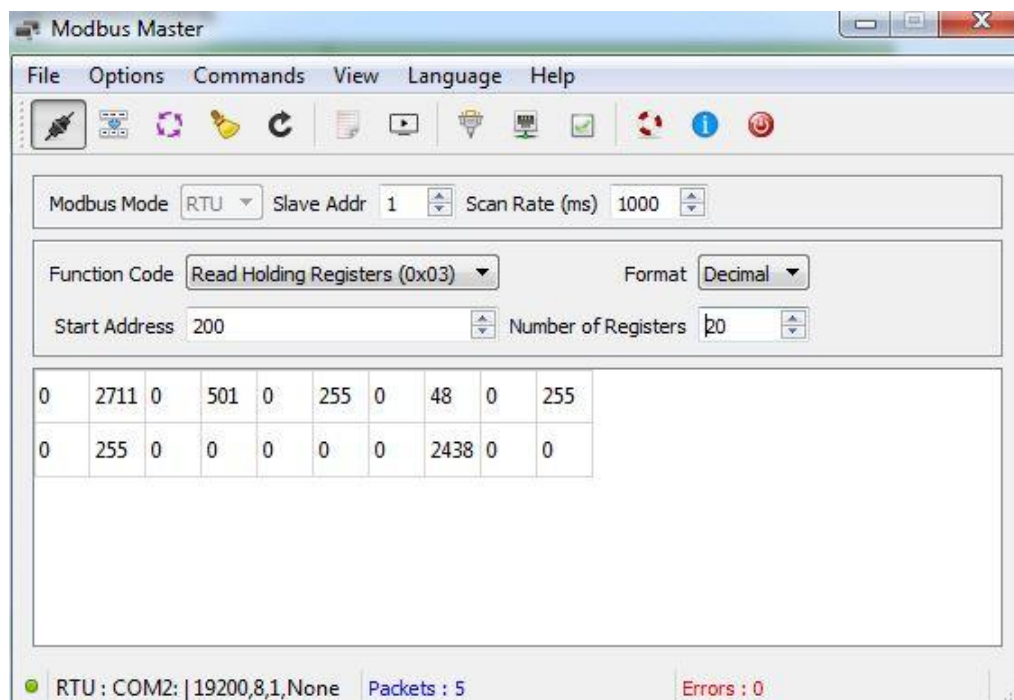 Modbus Master
File Options Commands View Language Help
Modbus Mode RTU Slave Addr 1 Scan Rate (ms) 1000
Function Code Read Holding Registers (0x03) Format Decimal
Start Address 200 Number of Registers 20
0 2711 0 501 0 255 0 48 0 255
0 255 0 0 0 0 0 2438 0 0
RTU : COM2: | 19200,8,1,None Packets : 5 Errors : 0